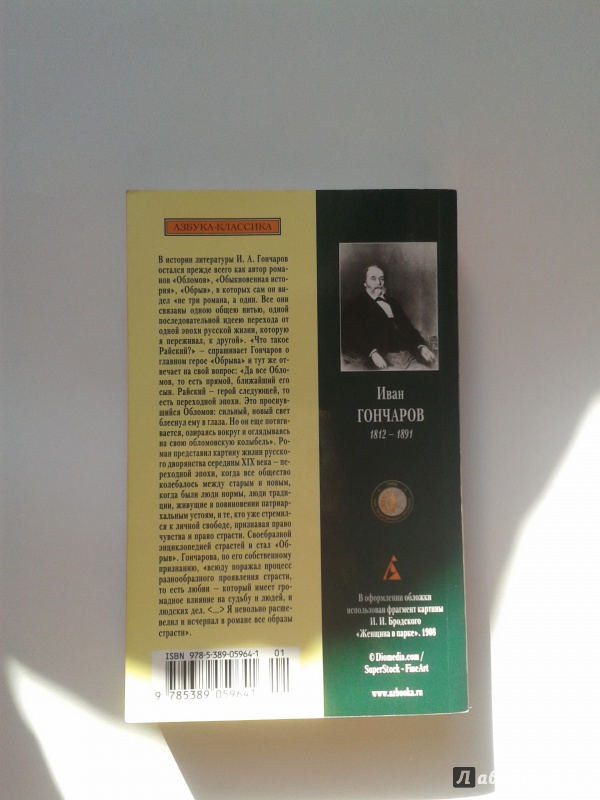 АЗБУКА-КЛАССИКА
В истории литературы И. А. Гончаров
остался прежде всего как автор рома-
нов «Обломов», «Обыкновенная исто-
рия», «Обрыв», в которых сам он ви-
дел «не три романа, а один. Все они
связаны одною общею нитью, одной
последовательной идеею перехода от
одной эпохи русской жизни, которую
я переживал, к другой». «Что такое
Райский?» – спрашивает Гончаров о
главном герое «Обрыва» и тут же от-
вечает на свой вопрос: «Да все Обло-
мов, то есть прямой, ближайший его
сын. Райский – герой следующей, то
есть переходной эпохи. Это проснув-
шийся Обломов: сильный, новый свет
блеснул ему в глаза. Но он еще потяги-
вается, озираясь вокруг и оглядываясь
на свою обломовскую колыбель». Ро-
ман представил картину жизни русско-
го дворянства середины XIX века – пе-
реходной эпохи, когда все общество
колебалось между старым и новым,
когда были люди нормы, люди тради-
ции, живущие в повиновении патриар-
хальным устоям, и те, кто уже стремил-
ся к личной свободе, признавая право
чувства и право страсти. Своеобразной
энциклопедией страстей и стал «Об-
рыв». Гончарова, по его собственному
признанию, «всюду поражал процесс
разнообразного проявления страсти,
то есть любви – который имеет гро-
мадное влияние на судьбу и людей, и
людских дел. <...> Я невольно расше-
велил и исчерпал в романе все образы
страсти».
ISBN 978-5-389-05964-1
01
9 785389 059641
Иван
ГОНЧАРОВ
1812 – 1891
В оформлении обложки
использован фрагмент картины
И. И. Бродского
«Женщина в парке». 1908
© Diomedia.com /
SuperStock - FineArt
www.azbooka.ru